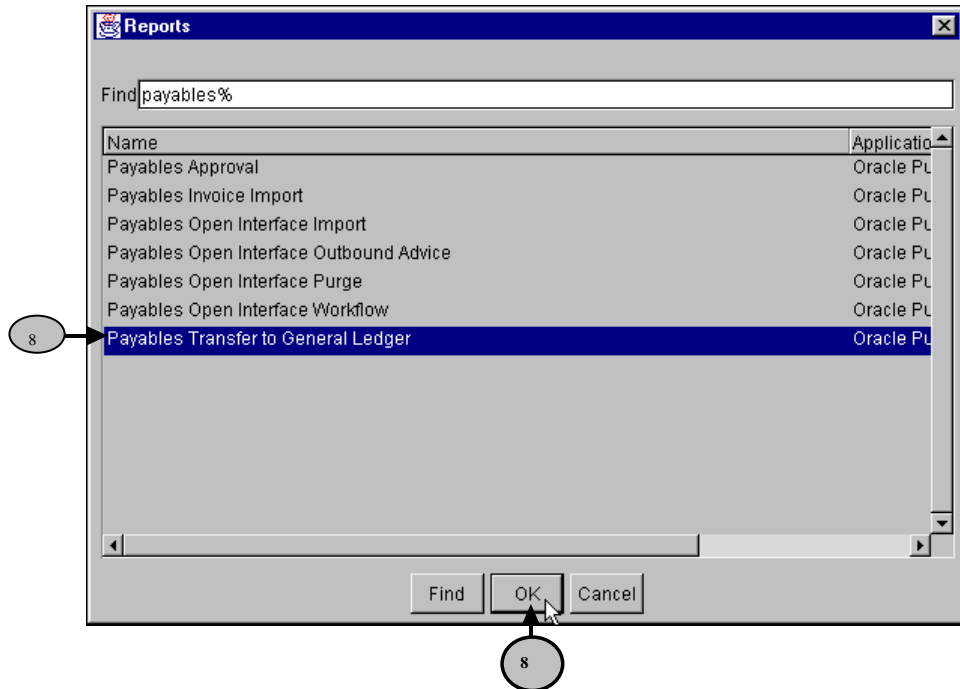 Reports
Find payables%
Name Applicatio
Payables Approval Oracle Pu
Payables Invoice Import Oracle Pu
Payables Open Interface Import Oracle Pu
Payables Open Interface Outbound Advice Oracle Pu
Payables Open Interface Purge Oracle Pu
Payables Open Interface Workflow Oracle Pu
8 Payables Transfer to General Ledger Oracle Pu
Find OK Cancel
8